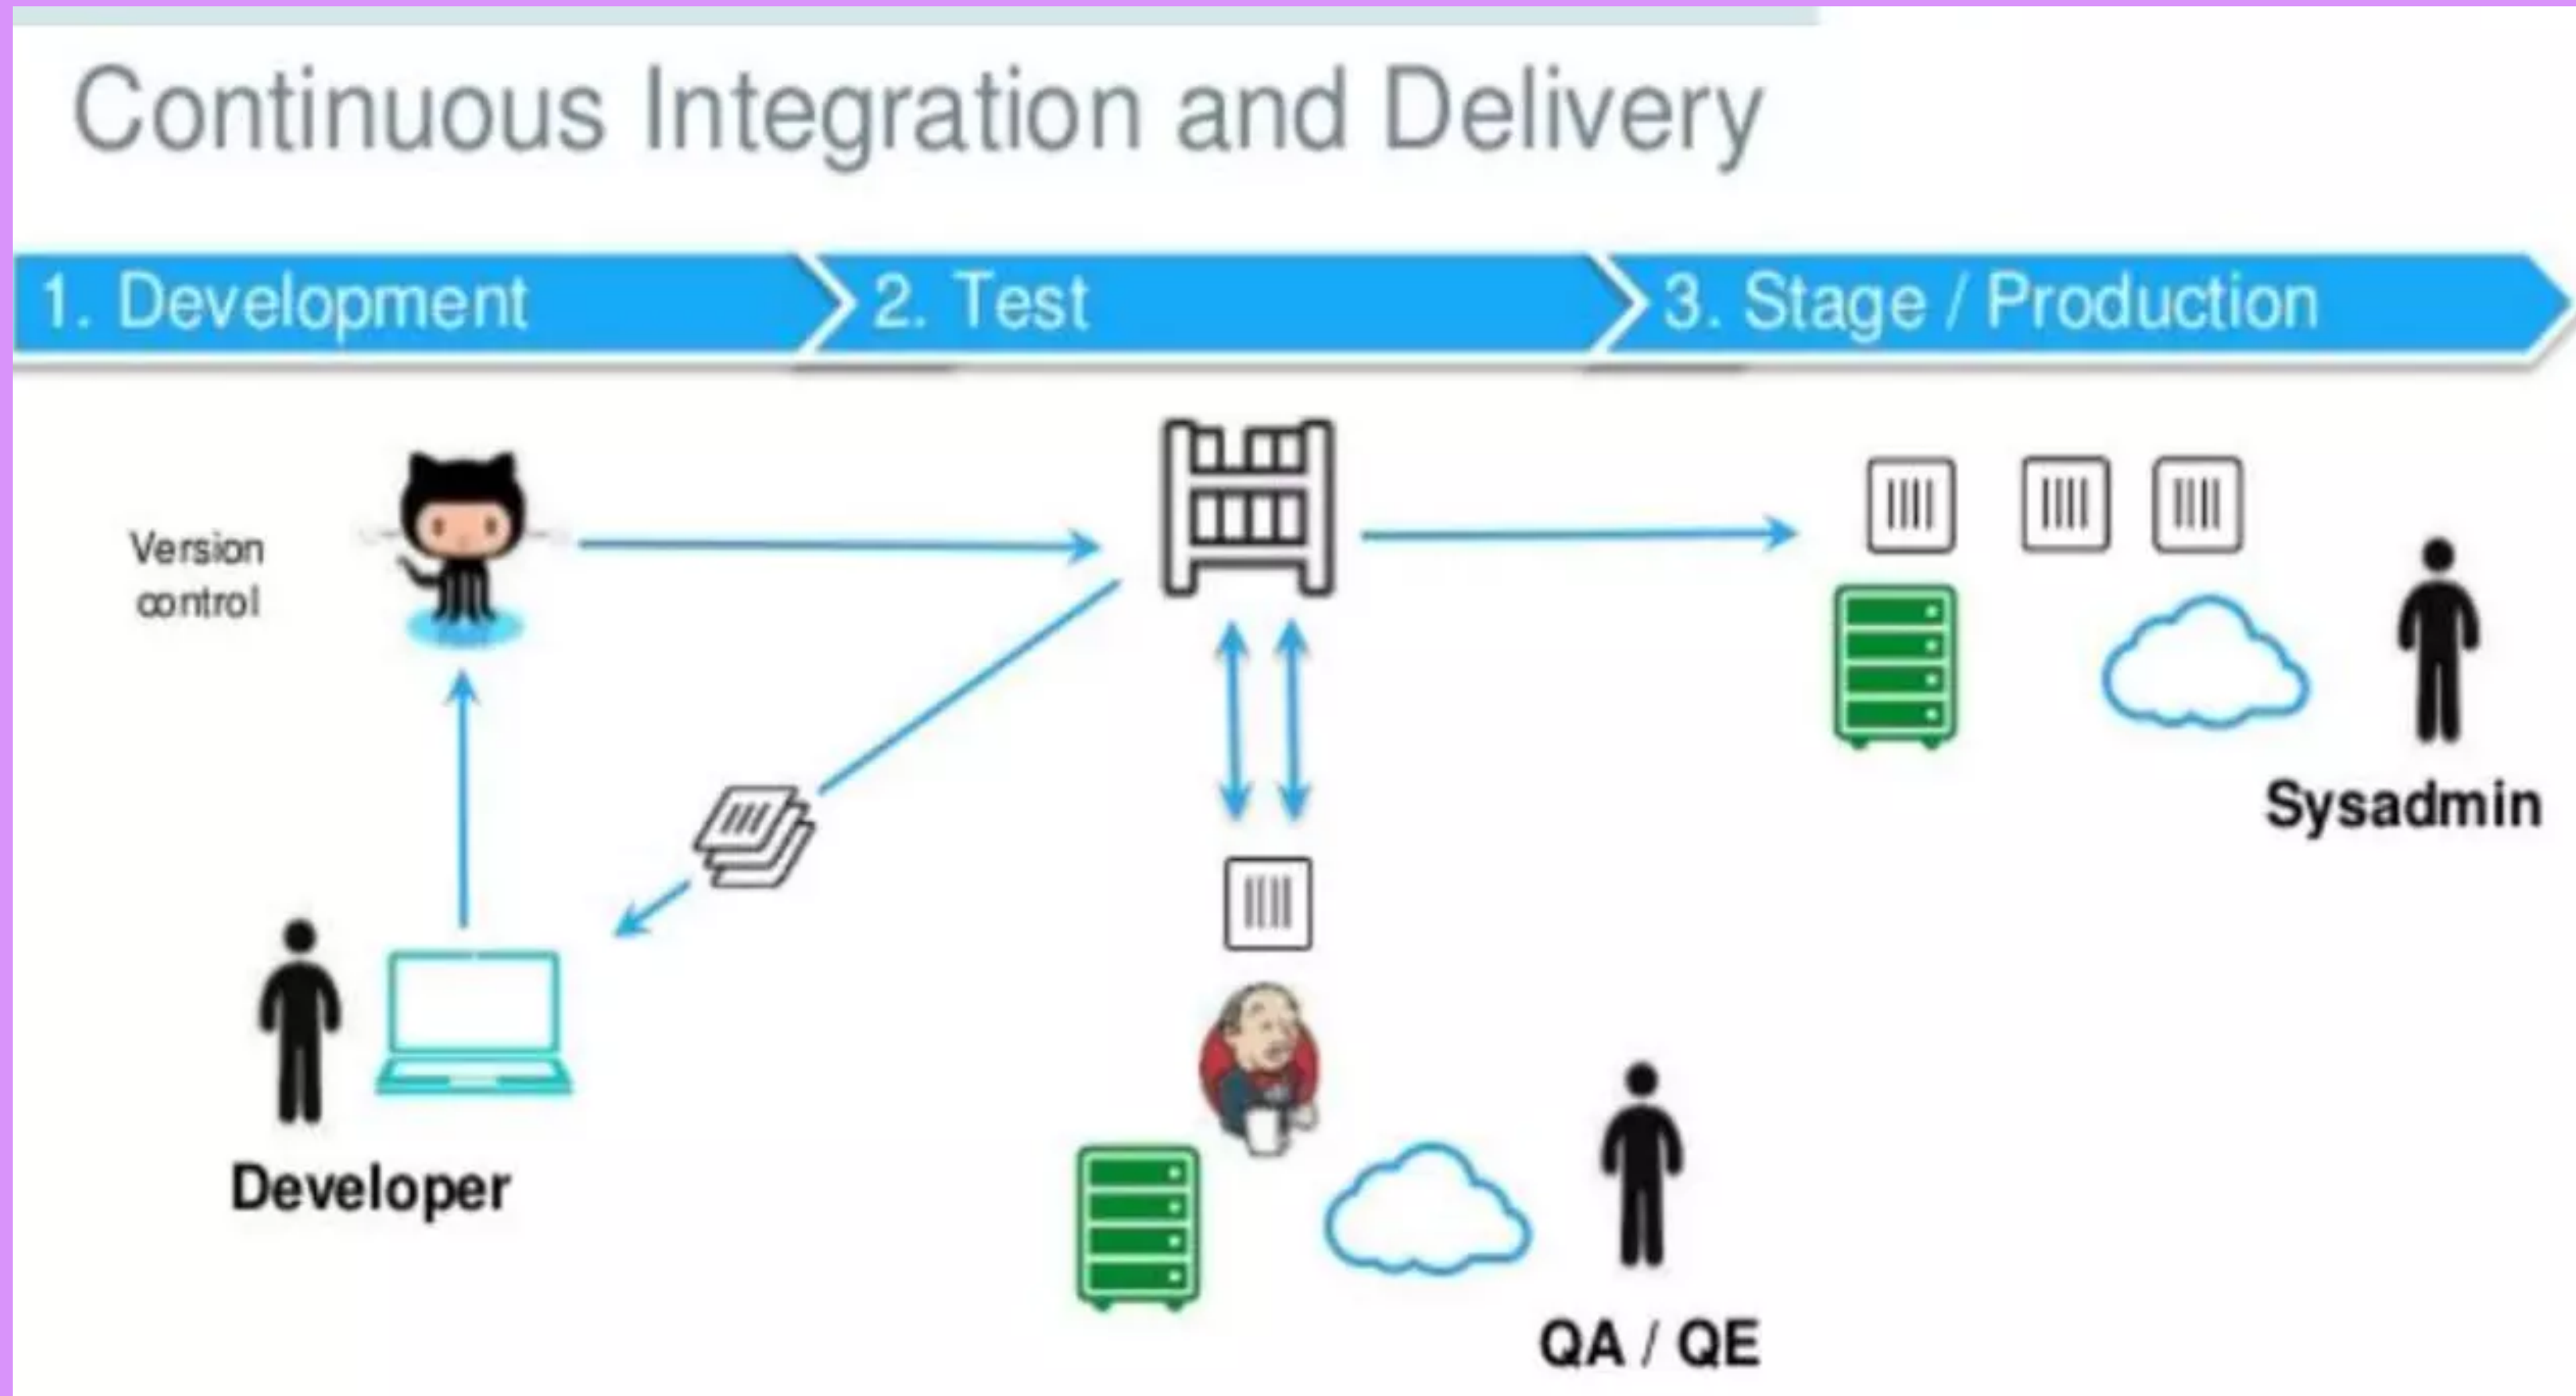 Continuous Integration and Delivery
1. Development
2. Test
3. Stage / Production
Version
control
Sysadmin
Developer
QA / QE